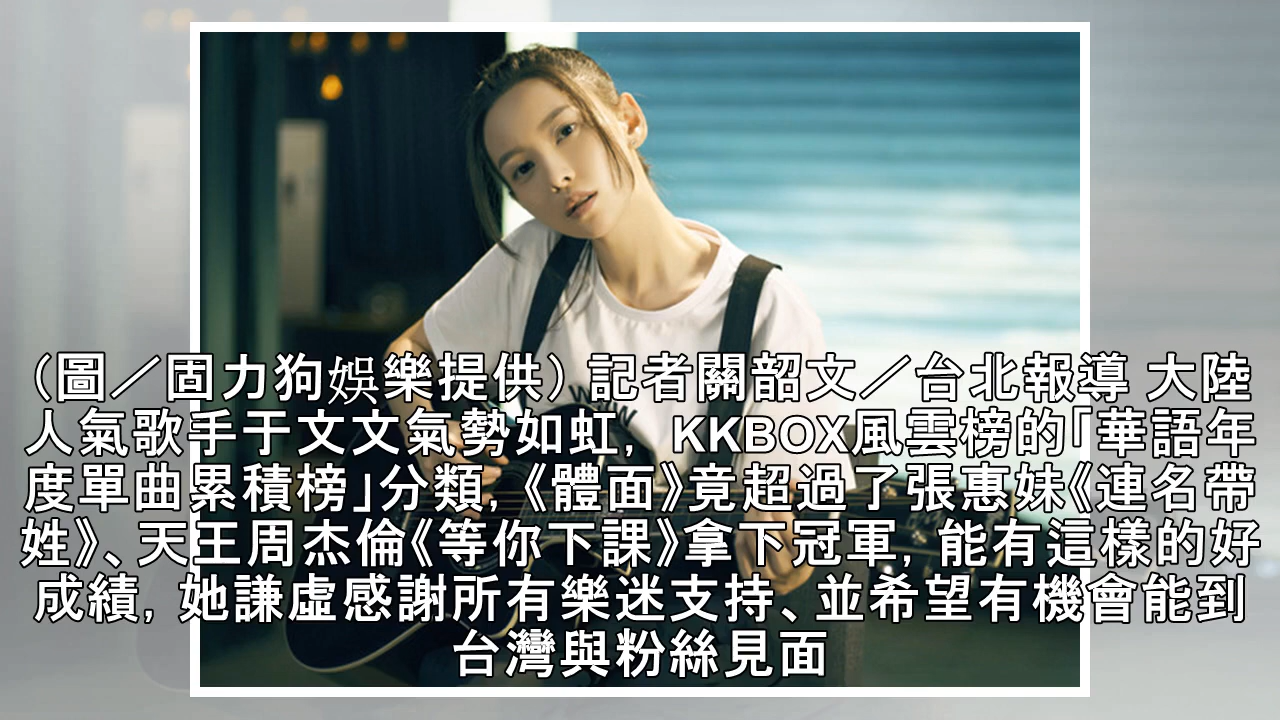 （圖／固力狗娛樂提供）記者關韶文／台北報導 大陸
人氣歌手于文文氣勢如虹，KKBOX風雲榜的「華語年
度單曲累積榜」分類，《體面》竟超過了張惠妹《連名帶
姓》、天王周杰倫《等你下課》拿下冠軍，能有這樣的好
成績，她謙虛感謝所有樂迷支持、並希望有機會能到
台灣與粉絲見面